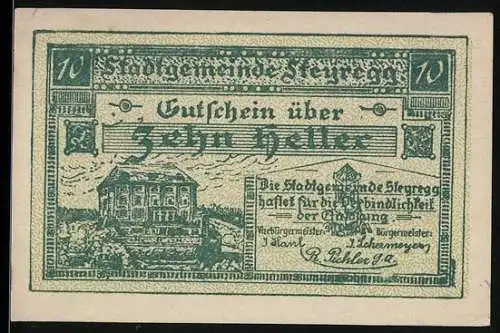 10 Stadtgemeinde Steyregg 10
Gutschein über
Zehn Heller
Die Stadtgemeinde Steyregg
haftet für die Verbindlichkeit
der Einlösung
Vizebürgermeister: Bürgermeister:
R. Pichler g.a.